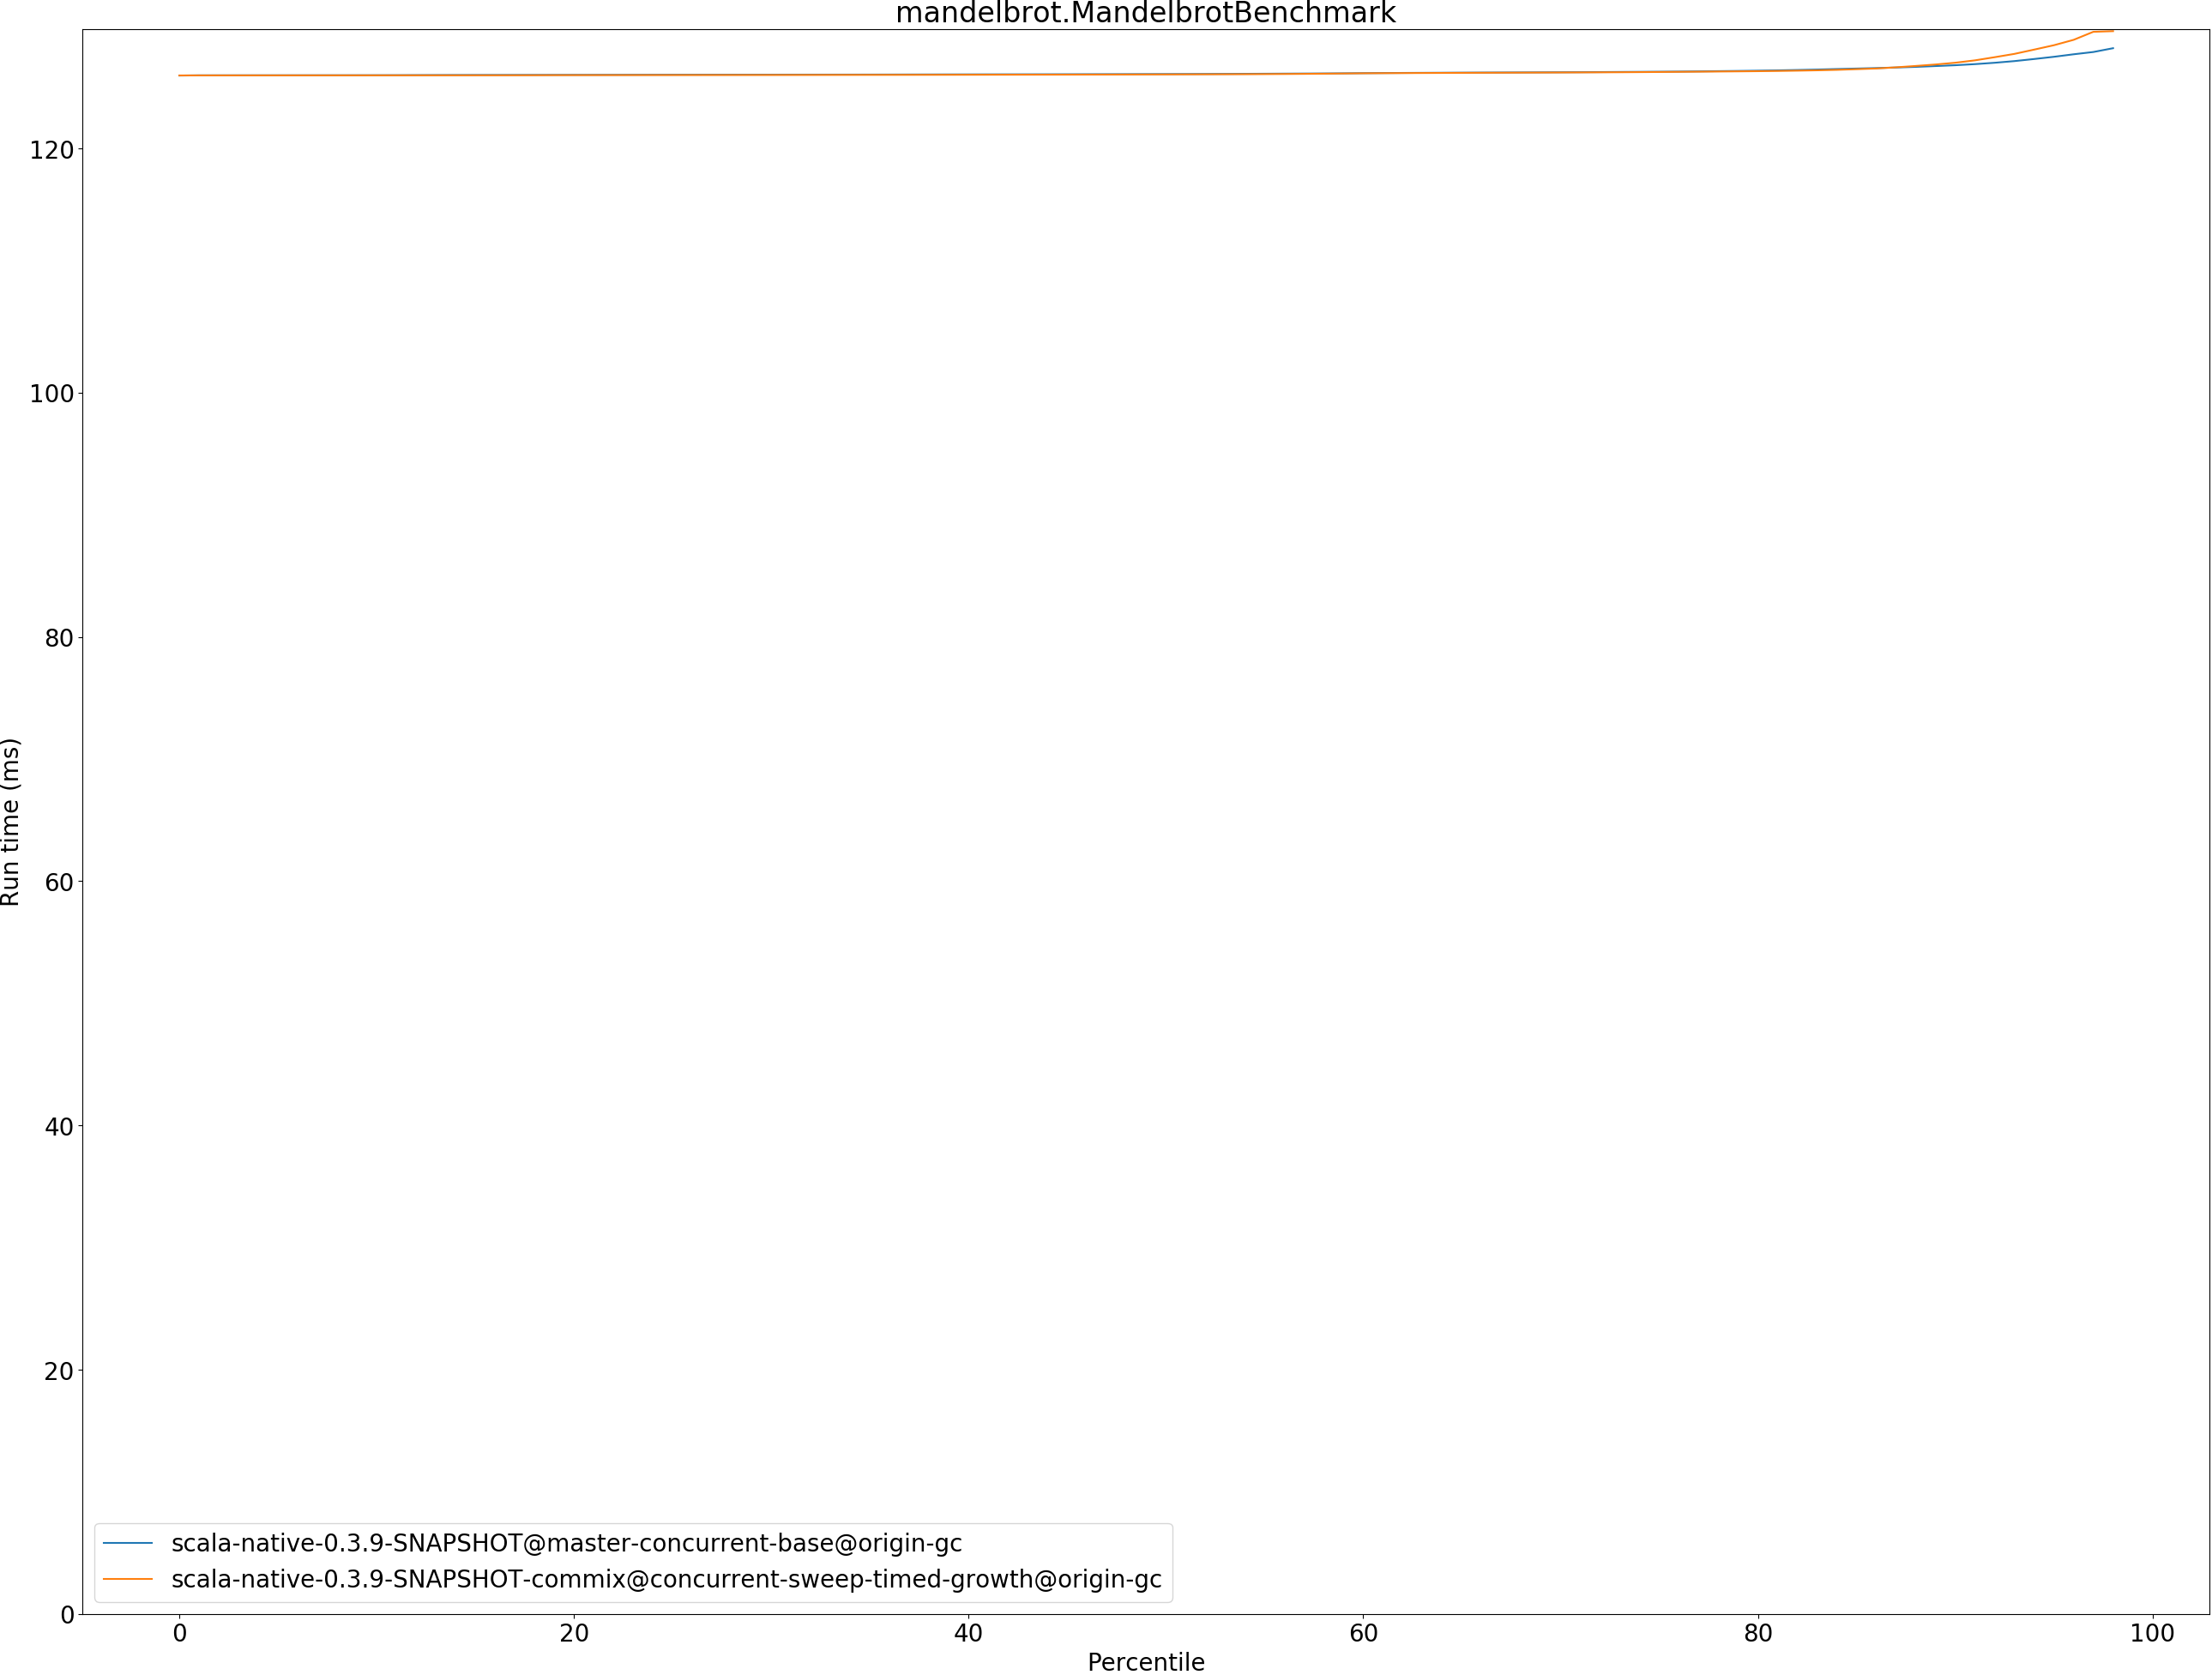 mandelbrot.MandelbrotBenchmark
120
100
80
60
40
20
0
Run time (ms)
scala-native-0.3.9-SNAPSHOT@master-concurrent-base@origin-gc
scala-native-0.3.9-SNAPSHOT-commix@concurrent-sweep-timed-growth@origin-gc
0 20 40 60 80 100
Percentile